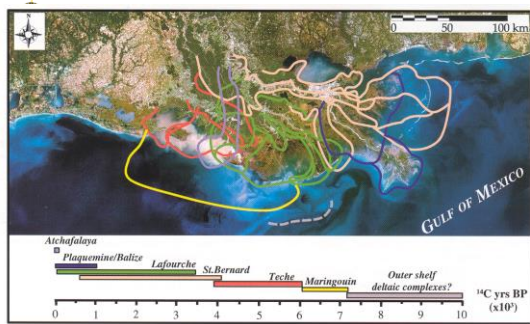 0 50 100 km
GULF OF MEXICO
Atchafalaya
Plaquemine/Balize
Lafourche
St.Bernard
Teche
Maringouin
Outer shelf
deltaic complexes?
0 1 2 3 4 5 6 7 8 9 10
¹⁴C yrs BP
(x10³)